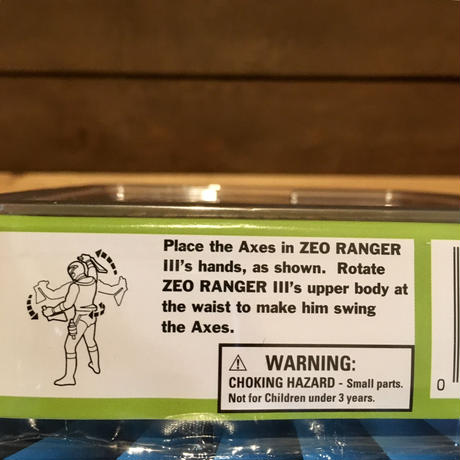 Place the Axes in ZEO RANGER
III's hands, as shown. Rotate
ZEO RANGER III's upper body at
the waist to make him swing
the Axes.
WARNING:
CHOKING HAZARD - Small parts.
Not for Children under 3 years.
0